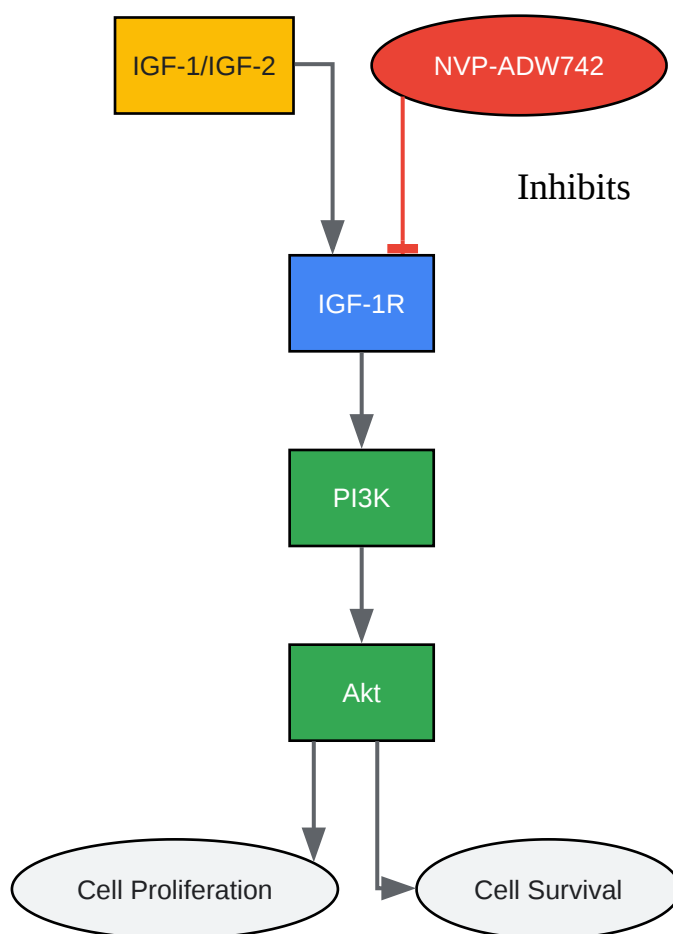 IGF-1/IGF-2
NVP-ADW742
Inhibits
IGF-1R
PI3K
Akt
Cell Proliferation
Cell Survival